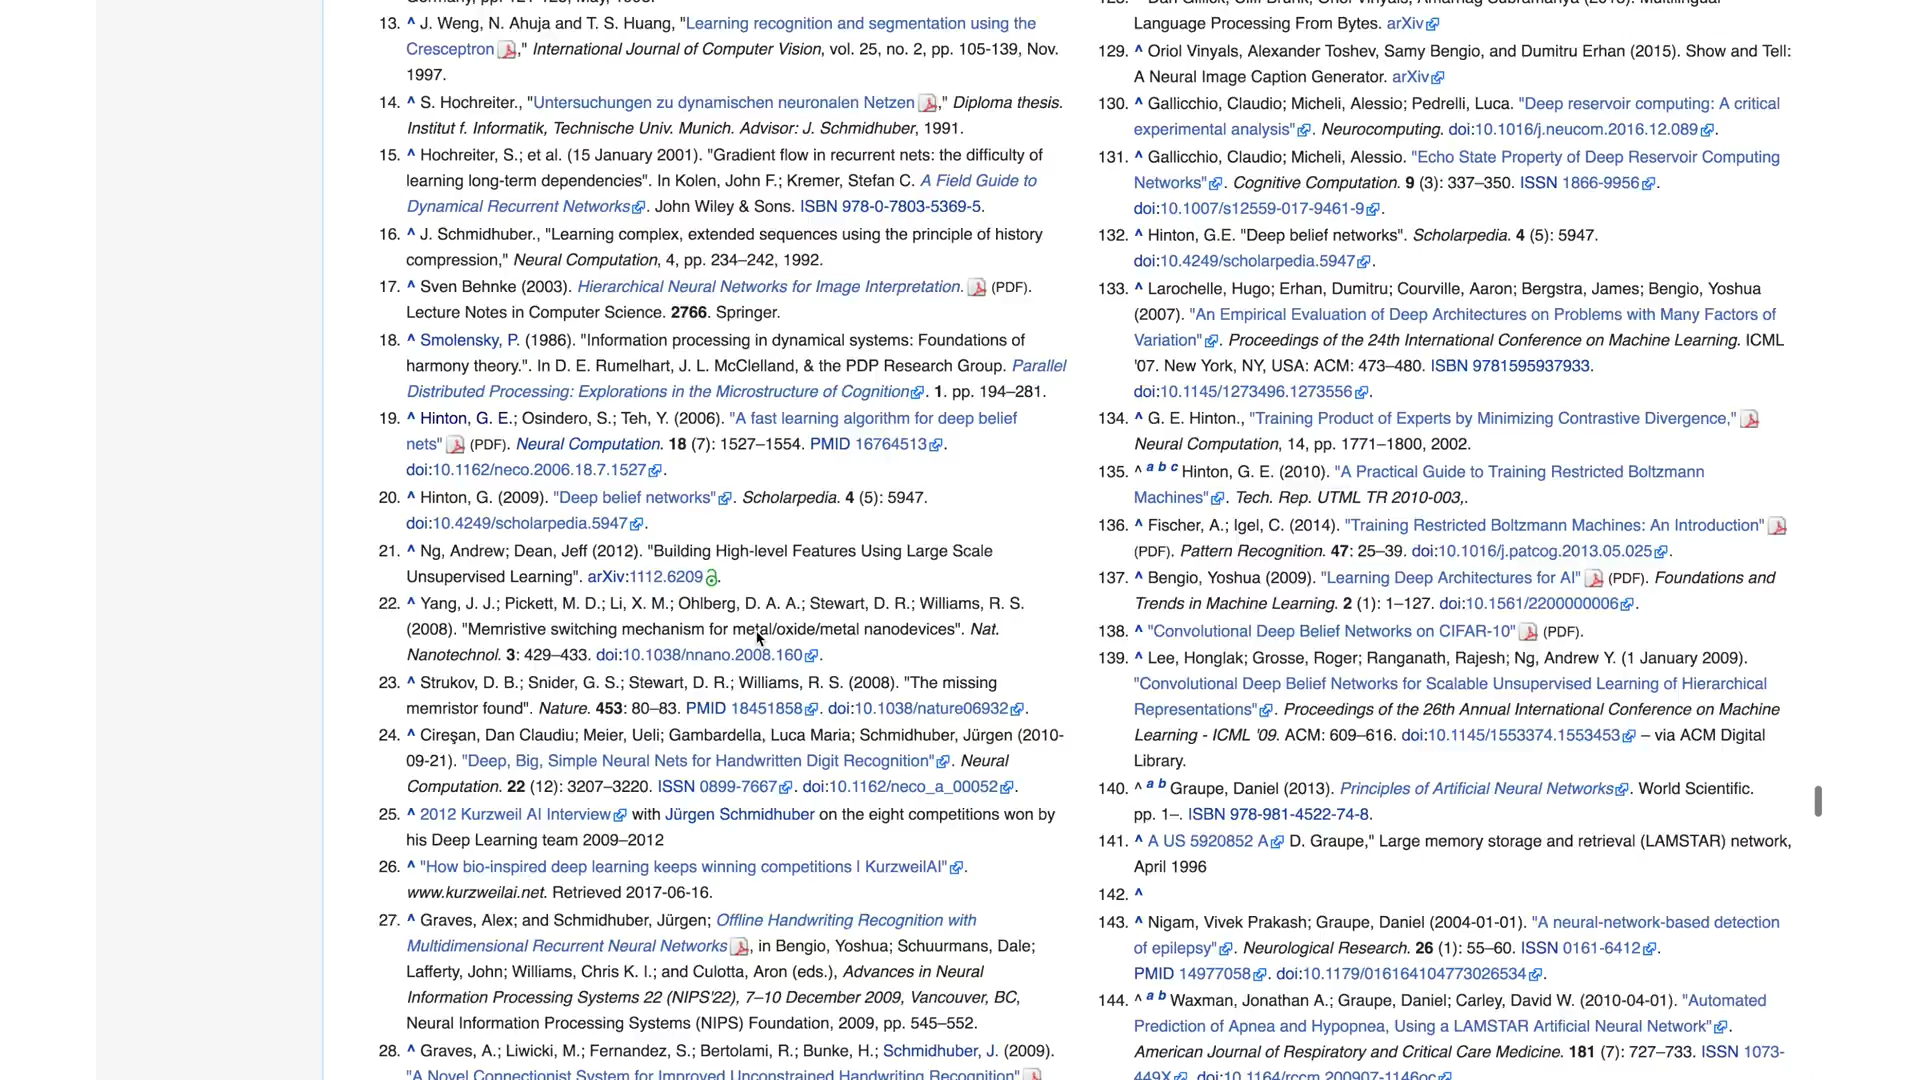 13. ^ J. Weng, N. Ahuja and T. S. Huang, "Learning recognition and segmentation using the
Cresceptron," International Journal of Computer Vision, vol. 25, no. 2, pp. 105-139, Nov.
1997.
14. ^ S. Hochreiter., "Untersuchungen zu dynamischen neuronalen Netzen," Diploma thesis.
Institut f. Informatik, Technische Univ. Munich. Advisor: J. Schmidhuber, 1991.
15. ^ Hochreiter, S.; et al. (15 January 2001). "Gradient flow in recurrent nets: the difficulty of
learning long-term dependencies". In Kolen, John F.; Kremer, Stefan C. A Field Guide to
Dynamical Recurrent Networks. John Wiley & Sons. ISBN 978-0-7803-5369-5.
16. ^ J. Schmidhuber., "Learning complex, extended sequences using the principle of history
compression," Neural Computation, 4, pp. 234–242, 1992.
17. ^ Sven Behnke (2003). Hierarchical Neural Networks for Image Interpretation. (PDF).
Lecture Notes in Computer Science. 2766. Springer.
18. ^ Smolensky, P. (1986). "Information processing in dynamical systems: Foundations of
harmony theory.". In D. E. Rumelhart, J. L. McClelland, & the PDP Research Group. Parallel
Distributed Processing: Explorations in the Microstructure of Cognition. 1. pp. 194–281.
19. ^ Hinton, G. E.; Osindero, S.; Teh, Y. (2006). "A fast learning algorithm for deep belief
nets" (PDF). Neural Computation. 18 (7): 1527–1554. PMID 16764513.
doi:10.1162/neco.2006.18.7.1527.
20. ^ Hinton, G. (2009). "Deep belief networks". Scholarpedia. 4 (5): 5947.
doi:10.4249/scholarpedia.5947.
21. ^ Ng, Andrew; Dean, Jeff (2012). "Building High-level Features Using Large Scale
Unsupervised Learning". arXiv:1112.6209.
22. ^ Yang, J. J.; Pickett, M. D.; Li, X. M.; Ohlberg, D. A. A.; Stewart, D. R.; Williams, R. S.
(2008). "Memristive switching mechanism for metal/oxide/metal nanodevices". Nat.
Nanotechnol. 3: 429–433. doi:10.1038/nnano.2008.160.
23. ^ Strukov, D. B.; Snider, G. S.; Stewart, D. R.; Williams, R. S. (2008). "The missing
memristor found". Nature. 453: 80–83. PMID 18451858. doi:10.1038/nature06932.
24. ^ Cireşan, Dan Claudiu; Meier, Ueli; Gambardella, Luca Maria; Schmidhuber, Jürgen (2010-
09-21). "Deep, Big, Simple Neural Nets for Handwritten Digit Recognition". Neural
Computation. 22 (12): 3207–3220. ISSN 0899-7667. doi:10.1162/neco_a_00052.
25. ^ 2012 Kurzweil AI Interview with Jürgen Schmidhuber on the eight competitions won by
his Deep Learning team 2009–2012
26. ^ "How bio-inspired deep learning keeps winning competitions | KurzweilAI".
www.kurzweilai.net. Retrieved 2017-06-16.
27. ^ Graves, Alex; and Schmidhuber, Jürgen; Offline Handwriting Recognition with
Multidimensional Recurrent Neural Networks, in Bengio, Yoshua; Schuurmans, Dale;
Lafferty, John; Williams, Chris K. I.; and Culotta, Aron (eds.), Advances in Neural
Information Processing Systems 22 (NIPS'22), 7–10 December 2009, Vancouver, BC,
Neural Information Processing Systems (NIPS) Foundation, 2009, pp. 545–552.
28. ^ Graves, A.; Liwicki, M.; Fernandez, S.; Bertolami, R.; Bunke, H.; Schmidhuber, J. (2009).
"A Novel Connectionist System for Improved Unconstrained Handwriting Recognition"
Language Processing From Bytes. arXiv
129. ^ Oriol Vinyals, Alexander Toshev, Samy Bengio, and Dumitru Erhan (2015). Show and Tell:
A Neural Image Caption Generator. arXiv
130. ^ Gallicchio, Claudio; Micheli, Alessio; Pedrelli, Luca. "Deep reservoir computing: A critical
experimental analysis". Neurocomputing. doi:10.1016/j.neucom.2016.12.089.
131. ^ Gallicchio, Claudio; Micheli, Alessio. "Echo State Property of Deep Reservoir Computing
Networks". Cognitive Computation. 9 (3): 337–350. ISSN 1866-9956.
doi:10.1007/s12559-017-9461-9.
132. ^ Hinton, G.E. "Deep belief networks". Scholarpedia. 4 (5): 5947.
doi:10.4249/scholarpedia.5947.
133. ^ Larochelle, Hugo; Erhan, Dumitru; Courville, Aaron; Bergstra, James; Bengio, Yoshua
(2007). "An Empirical Evaluation of Deep Architectures on Problems with Many Factors of
Variation". Proceedings of the 24th International Conference on Machine Learning. ICML
'07. New York, NY, USA: ACM: 473–480. ISBN 9781595937933.
doi:10.1145/1273496.1273556.
134. ^ G. E. Hinton., "Training Product of Experts by Minimizing Contrastive Divergence,"
Neural Computation, 14, pp. 1771–1800, 2002.
135. ^ a b c Hinton, G. E. (2010). "A Practical Guide to Training Restricted Boltzmann
Machines". Tech. Rep. UTML TR 2010-003,.
136. ^ Fischer, A.; Igel, C. (2014). "Training Restricted Boltzmann Machines: An Introduction"
(PDF). Pattern Recognition. 47: 25–39. doi:10.1016/j.patcog.2013.05.025.
137. ^ Bengio, Yoshua (2009). "Learning Deep Architectures for AI" (PDF). Foundations and
Trends in Machine Learning. 2 (1): 1–127. doi:10.1561/2200000006.
138. ^ "Convolutional Deep Belief Networks on CIFAR-10" (PDF).
139. ^ Lee, Honglak; Grosse, Roger; Ranganath, Rajesh; Ng, Andrew Y. (1 January 2009).
"Convolutional Deep Belief Networks for Scalable Unsupervised Learning of Hierarchical
Representations". Proceedings of the 26th Annual International Conference on Machine
Learning - ICML '09. ACM: 609–616. doi:10.1145/1553374.1553453 – via ACM Digital
Library.
140. ^ a b Graupe, Daniel (2013). Principles of Artificial Neural Networks. World Scientific.
pp. 1–. ISBN 978-981-4522-74-8.
141. ^ A US 5920852 A D. Graupe," Large memory storage and retrieval (LAMSTAR) network,
April 1996
142. ^
143. ^ Nigam, Vivek Prakash; Graupe, Daniel (2004-01-01). "A neural-network-based detection
of epilepsy". Neurological Research. 26 (1): 55–60. ISSN 0161-6412.
PMID 14977058. doi:10.1179/016164104773026534.
144. ^ a b Waxman, Jonathan A.; Graupe, Daniel; Carley, David W. (2010-04-01). "Automated
Prediction of Apnea and Hypopnea, Using a LAMSTAR Artificial Neural Network".
American Journal of Respiratory and Critical Care Medicine. 181 (7): 727–733. ISSN 1073-
449X. doi:10.1164/rccm.200907-1146oc.